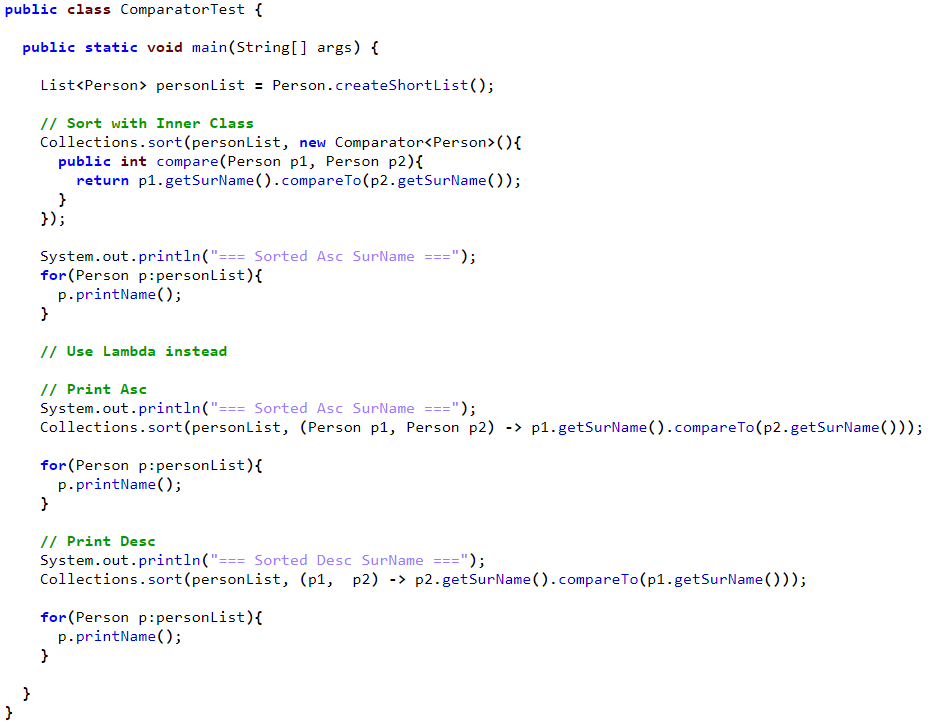 public class ComparatorTest {

  public static void main(String[] args) {

    List<Person> personList = Person.createShortList();

    // Sort with Inner Class
    Collections.sort(personList, new Comparator<Person>(){
      public int compare(Person p1, Person p2){
        return p1.getSurName().compareTo(p2.getSurName());
      }
    });

    System.out.println("=== Sorted Asc SurName ===");
    for(Person p:personList){
      p.printName();
    }

    // Use Lambda instead

    // Print Asc
    System.out.println("=== Sorted Asc SurName ===");
    Collections.sort(personList, (Person p1, Person p2) -> p1.getSurName().compareTo(p2.getSurName()));

    for(Person p:personList){
      p.printName();
    }

    // Print Desc
    System.out.println("=== Sorted Desc SurName ===");
    Collections.sort(personList, (p1,  p2) -> p2.getSurName().compareTo(p1.getSurName()));

    for(Person p:personList){
      p.printName();
    }

  }
}